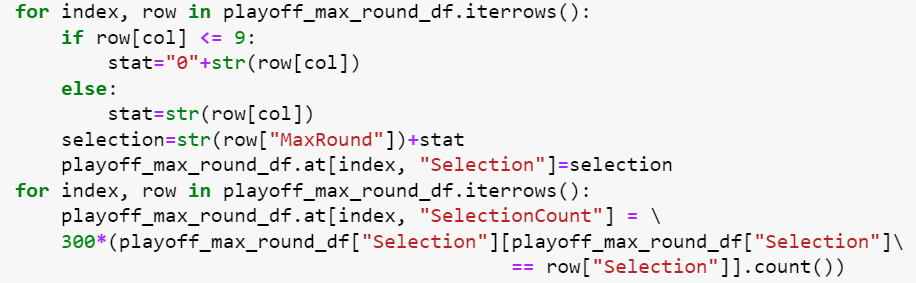 for index, row in playoff_max_round_df.iterrows():
    if row[col] <= 9:
        stat="0"+str(row[col])
    else:
        stat=str(row[col])
    selection=str(row["MaxRound"])+stat
    playoff_max_round_df.at[index, "Selection"]=selection
for index, row in playoff_max_round_df.iterrows():
    playoff_max_round_df.at[index, "SelectionCount"] = \
    300*(playoff_max_round_df["Selection"][playoff_max_round_df["Selection"]\
                                          == row["Selection"]].count())